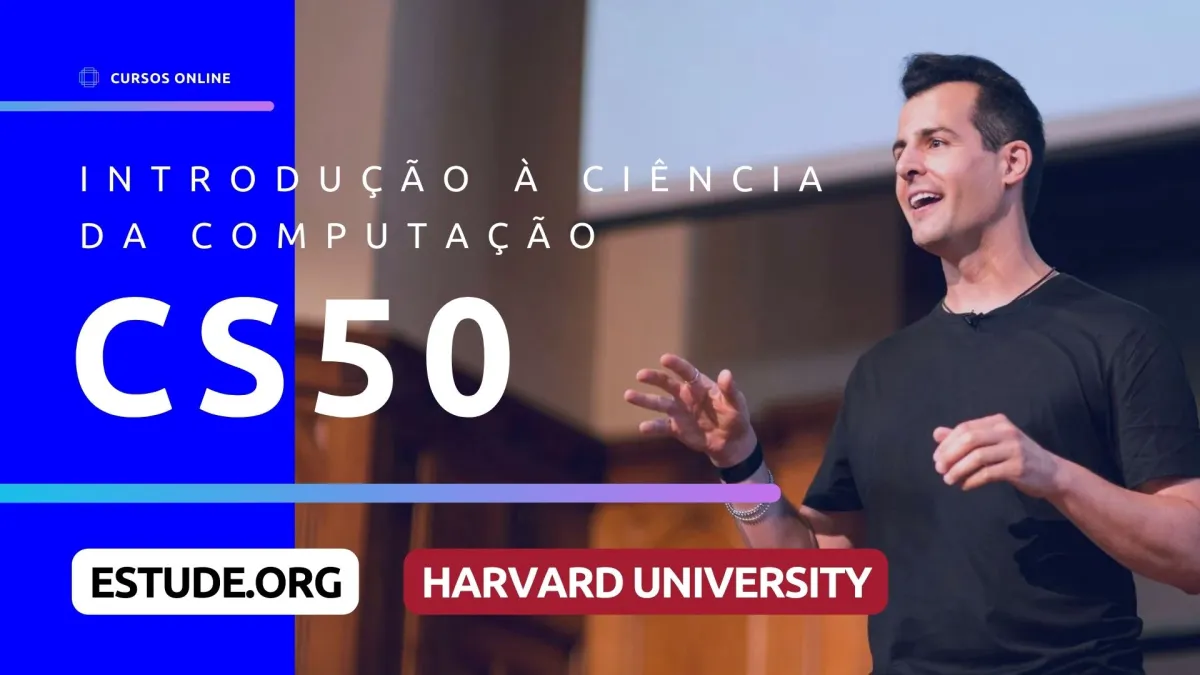 CURSOS ONLINE
INTRODUÇÃO À CIÊNCIA
DA COMPUTAÇÃO
CS50
ESTUDE.ORG
HARVARD UNIVERSITY